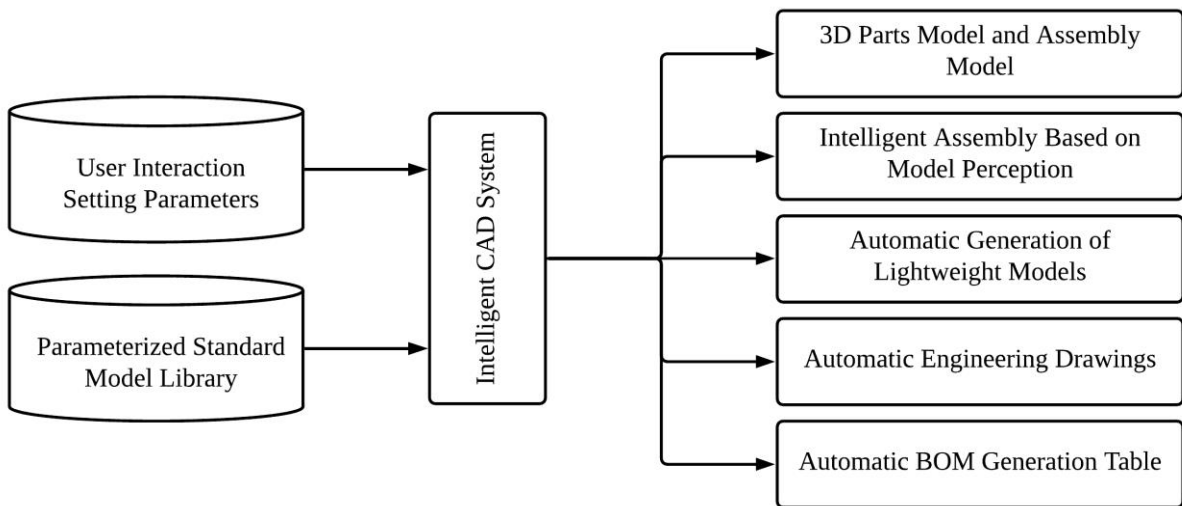 User Interaction
Setting Parameters
Parameterized Standard
Model Library
Intelligent CAD System
3D Parts Model and Assembly
Model
Intelligent Assembly Based on
Model Perception
Automatic Generation of
Lightweight Models
Automatic Engineering Drawings
Automatic BOM Generation Table